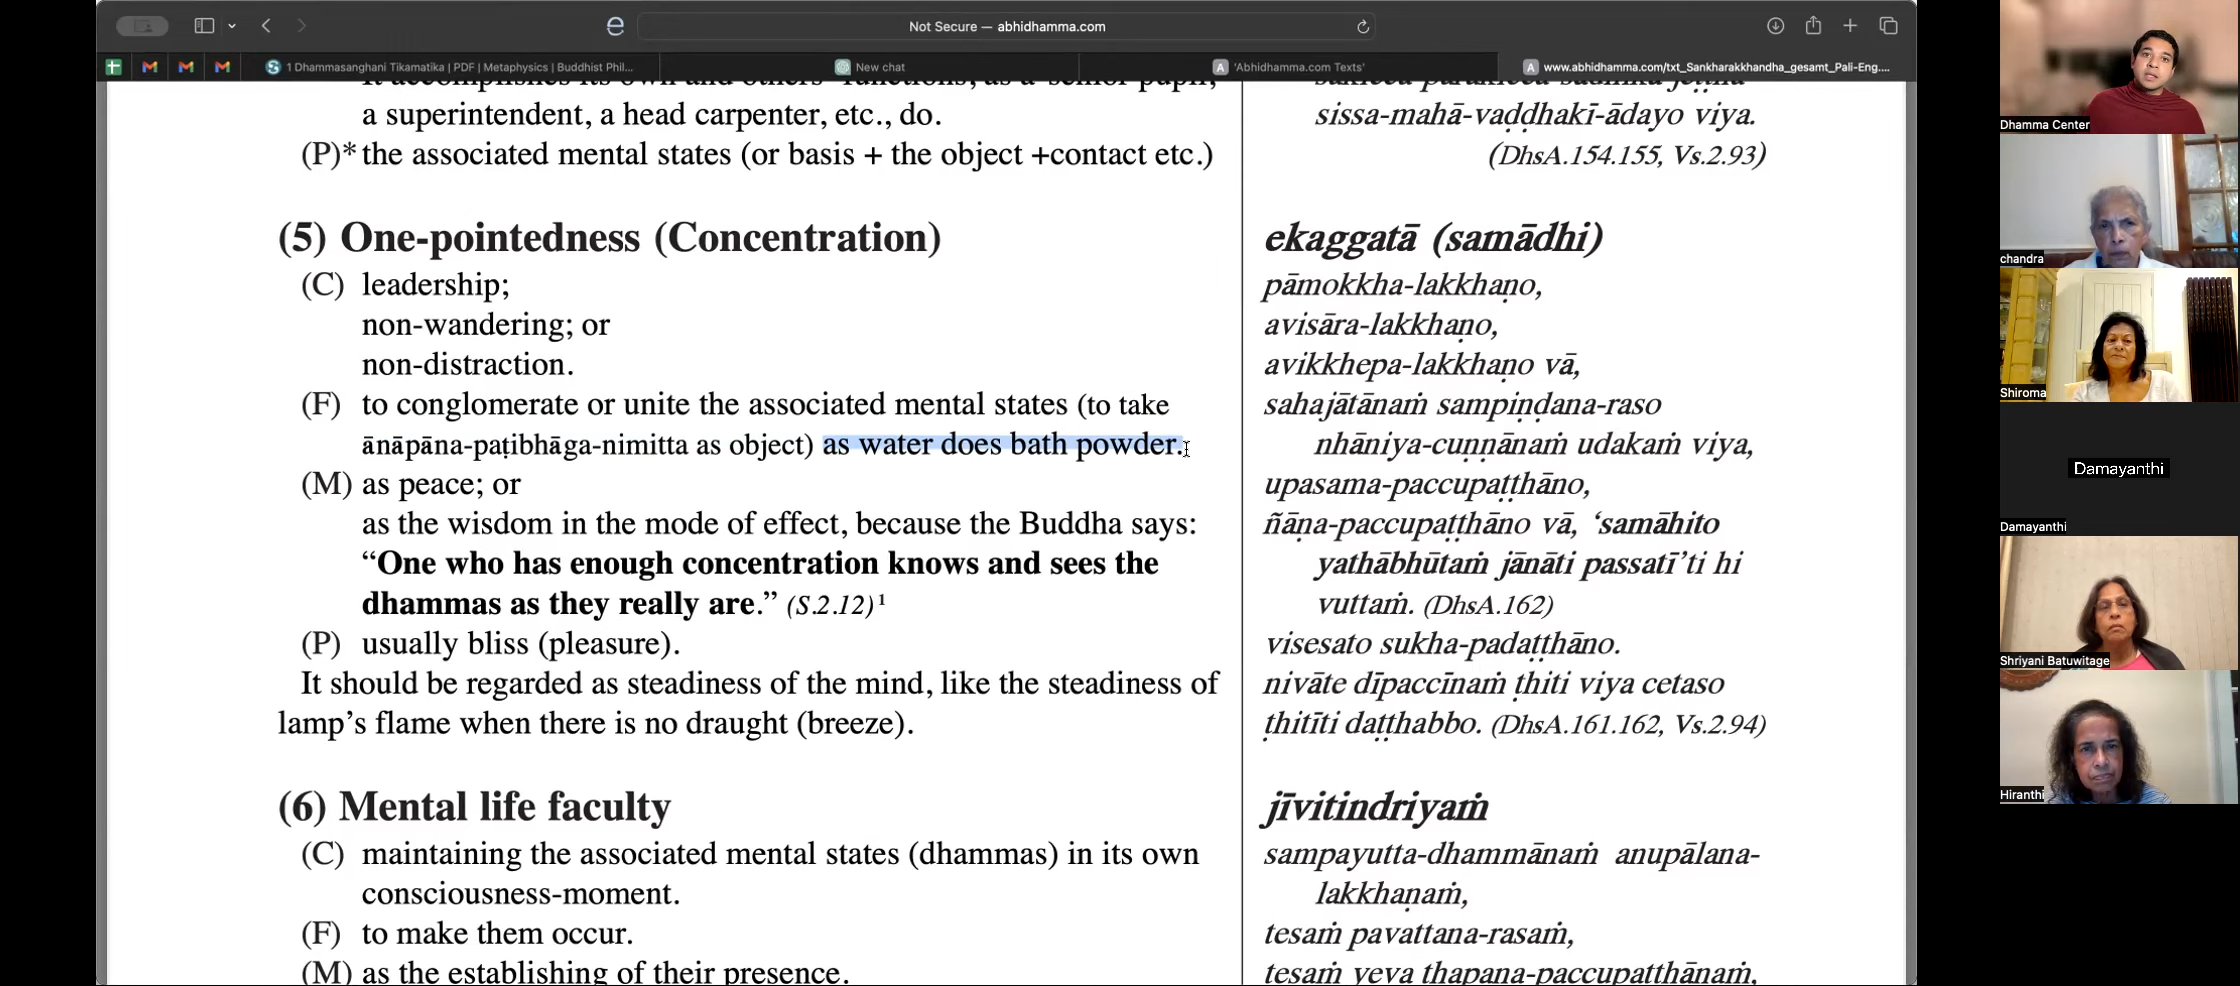 Not Secure — abhidhamma.com
1 Dhammasanghani Tikamatika | PDF | Metaphysics | Buddhist Phil...
New chat
'Abhidhamma.com Texts'
www.abhidhamma.com/txt_Sankharakkhandha_gesamt_Pali-Eng....
It accomplishes its own and others' functions, as a senior pupil,
a superintendent, a head carpenter, etc., do.
(P)* the associated mental states (or basis + the object +contact etc.)
(5) One-pointedness (Concentration)
(C) leadership;
non-wandering; or
non-distraction.
(F) to conglomerate or unite the associated mental states (to take
ānāpāna-paṭibhāga-nimitta as object) as water does bath powder.
(M) as peace; or
as the wisdom in the mode of effect, because the Buddha says:
“One who has enough concentration knows and sees the
dhammas as they really are.” (S.2.12)¹
(P) usually bliss (pleasure).
It should be regarded as steadiness of the mind, like the steadiness of
lamp’s flame when there is no draught (breeze).
(6) Mental life faculty
(C) maintaining the associated mental states (dhammas) in its own
consciousness-moment.
(F) to make them occur.
(M) as the establishing of their presence.
sissa-mahā-vaḍḍhakī-ādayo viya.
(DhsA.154.155, Vs.2.93)
ekaggatā (samādhi)
pāmokkha-lakkhaṇo,
avisāra-lakkhaṇo,
avikkhepa-lakkhaṇo vā,
sahajātānaṁ sampiṇḍana-raso
nhāniya-cuṇṇānaṁ udakaṁ viya,
upasama-paccupaṭṭhāno,
ñāṇa-paccupaṭṭhāno vā, ‘samāhito
yathābhūtaṁ jānāti passatī’ti hi
vuttaṁ. (DhsA.162)
visesato sukha-padaṭṭhāno.
nivāte dīpaccīnaṁ ṭhiti viya cetaso
ṭhitīti daṭṭhabbo. (DhsA.161.162, Vs.2.94)
jīvitindriyaṁ
sampayutta-dhammānaṁ anupālana-
lakkhaṇaṁ,
tesaṁ pavattana-rasaṁ,
tesaṁ yeva ṭhapana-paccupaṭṭhānaṁ,
Dhamma Center
chandra
Shiroma
Damayanthi
Damayanthi
Shriyani Batuwitage
Hiranthi